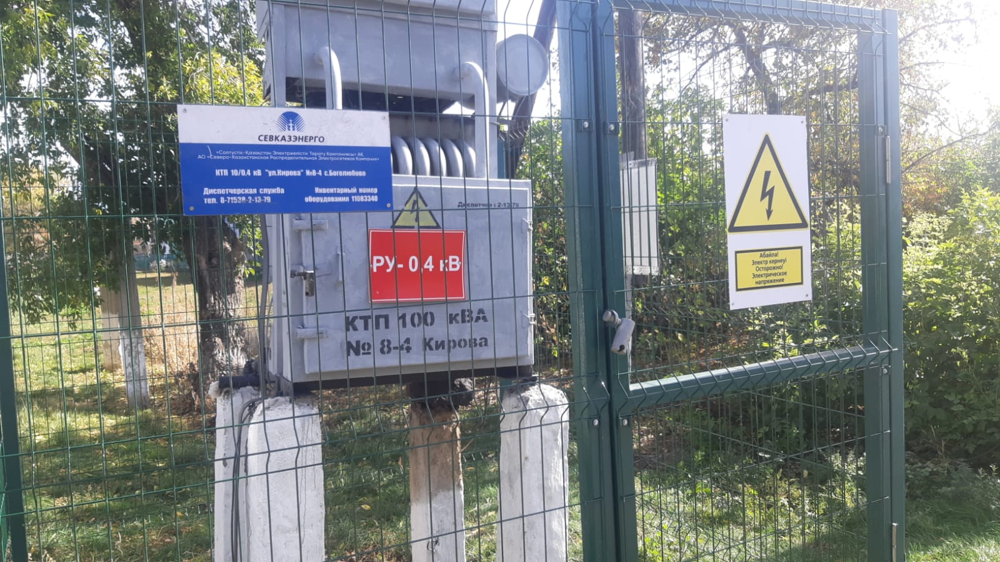 СЕВКАЗЭНЕРГО
«Солтүстік-Қазақстан Электржелістік Тарату Компаниясы» АҚ
АО «Северо-Казахстанская Распределительная Электросетевая Компания»
КТП 10/0,4 кВ "ул.Кирова" №8-4 с.Боголюбово
Диспетчерская служба
тел. 8-71538-2-13-79
Инвентарный номер
оборудования 11083340
Диспетчер : 2-13-79
РУ- 0,4 кВ
КТП 100 кВА
№ 8-4 Кирова
Абайла!
Электр кернеуі
Осторожно!
Электрическое
напряжение